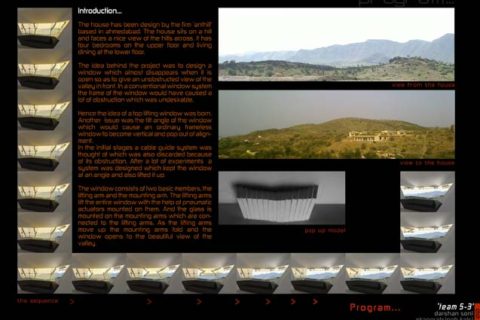 program...
Introduction...
The house has been design by the firm 'anthill'
based in ahmedabad. The house sits on a hill
and faces a nice view of the hills across. It has
four bedrooms on the upper floor and living
dining at the lower floor.
The idea behind the project was to design a
window which almost disappears when it is
open so as to give an unobstructed view of the
valley in front. In a conventional window system
the frame of the window would have caused a
lot of obstruction which was undesirable.
Hence the idea of a top lifting window was born.
Another issue was the tilt angle of the window
which would cause an ordinary frameless
window to become vertical and pop out of align-
ment.
In the initial stages a cable guide system was
thought of which was also discarded because
of its obstruction. After a lot of experiments a
system was designed which kept the window
at an angle and also lifted it up.
The window consists of two basic members, the
lifting arm and the mounting arm. The lifting arms
lift the entire window with the help of pneumatic
actuators mounted on them. And the glass is
mounted on the mounting arms which are con-
nected to the lifting arms. As the lifting arms
move up the mounting arms fold and the
window opens to the beautiful view of the
valley.
view from the house
view to the house
pop up model
the sequence > > > > > > >
Program...
'team 5-3'
darshan soni